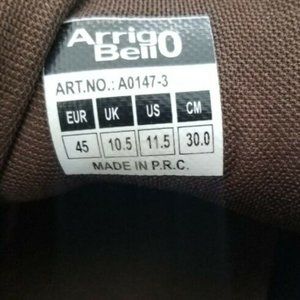 Arrigo
Bello
ART.NO.: A0147-3
EUR UK US CM
45 10.5 11.5 30.0
MADE IN P.R.C.